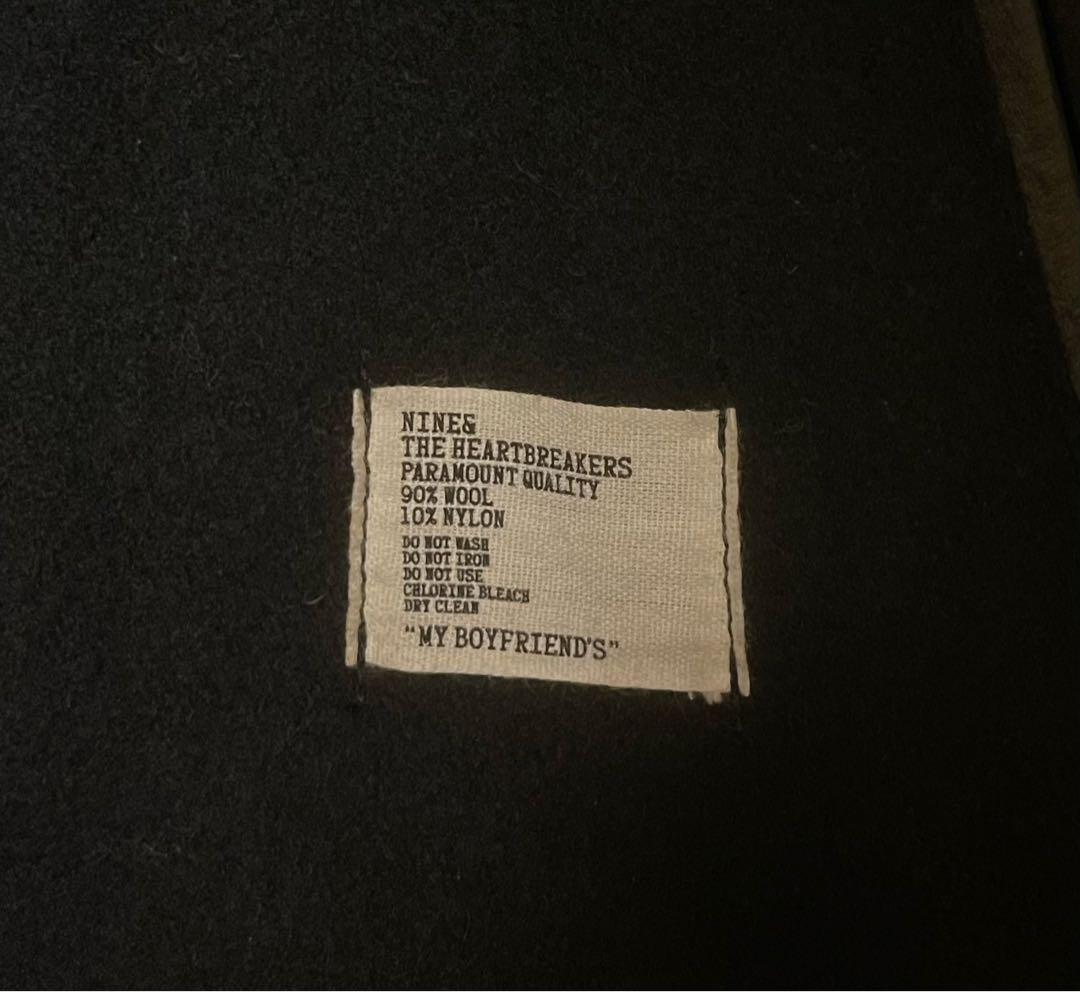 NINE&
THE HEARTBREAKERS
PARAMOUNT QUALITY
90% WOOL
10% NYLON
DO NOT WASH
DO NOT IRON
DO NOT USE
CHLORINE BLEACH
DRY CLEAN
"MY BOYFRIEND'S"